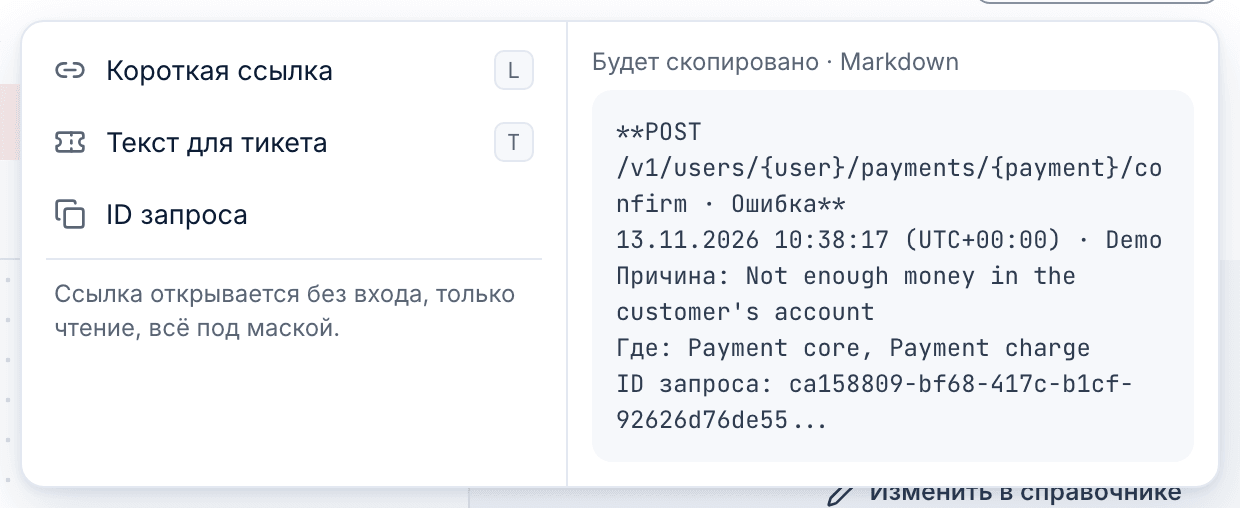 Короткая ссылка L
Текст для тикета T
ID запроса
Ссылка открывается без входа, только
чтение, всё под маской.
Будет скопировано · Markdown
**POST
/v1/users/{user}/payments/{payment}/co
nfirm · Ошибка**
13.11.2026 10:38:17 (UTC+00:00) · Demo
Причина: Not enough money in the
customer's account
Где: Payment core, Payment charge
ID запроса: ca158809-bf68-417c-b1cf-
92626d76de55...
Изменить в справочнике